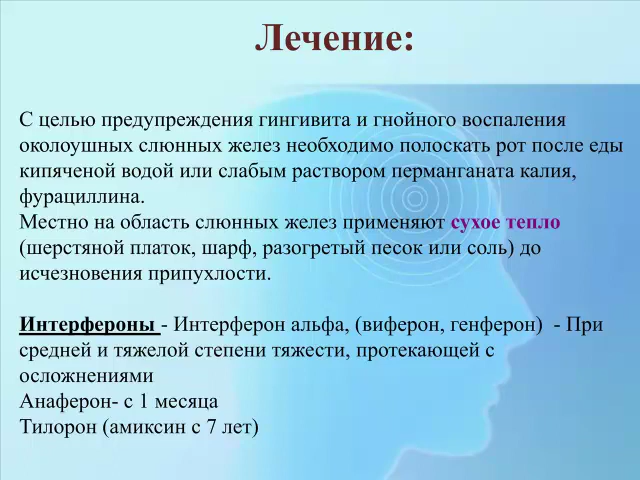 Лечение:
С целью предупреждения гингивита и гнойного воспаления
околоушных слюнных желез необходимо полоскать рот после еды
кипяченой водой или слабым раствором перманганата калия,
фурациллина.
Местно на область слюнных желез применяют сухое тепло
(шерстяной платок, шарф, разогретый песок или соль) до
исчезновения припухлости.
Интерфероны - Интерферон альфа, (виферон, генферон)  - При
средней и тяжелой степени тяжести, протекающей с
осложнениями
Анаферон- с 1 месяца
Тилорон (амиксин с 7 лет)